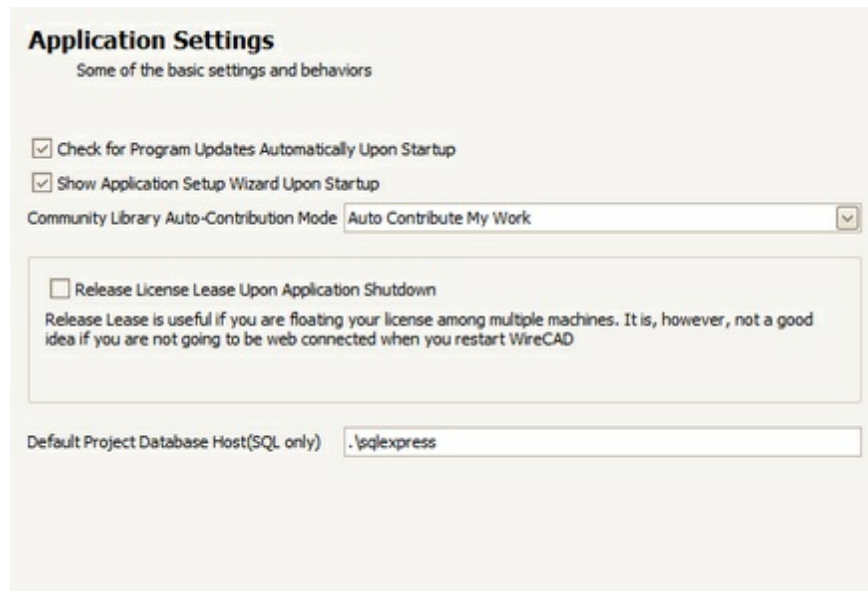 Application Settings
Some of the basic settings and behaviors
Check for Program Updates Automatically Upon Startup
Show Application Setup Wizard Upon Startup
Community Library Auto-Contribution Mode Auto Contribute My Work
Release License Lease Upon Application Shutdown
Release Lease is useful if you are floating your license among multiple machines. It is, however, not a good
idea if you are not going to be web connected when you restart WireCAD
Default Project Database Host(SQL only) .\sqlexpress